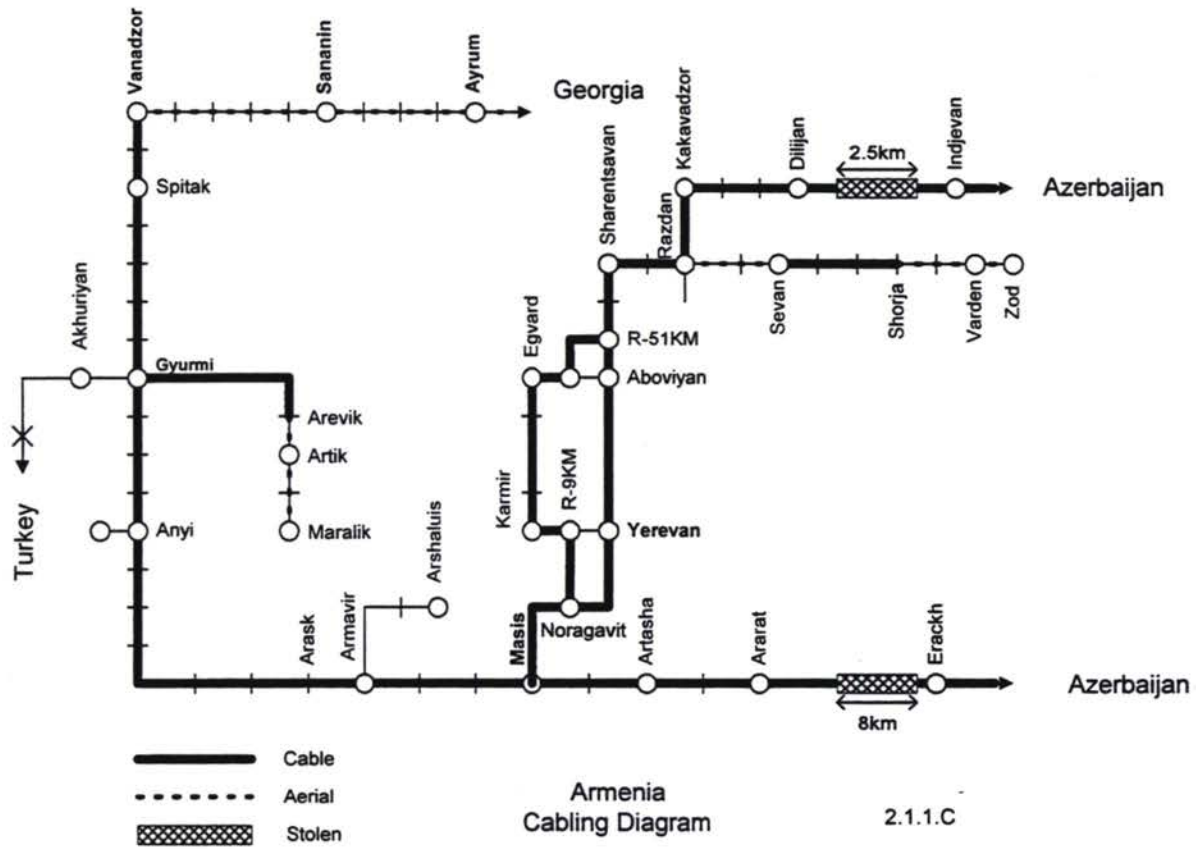 Vanadzor
Sananin
Ayrum
Georgia
Kakavadzor
Dilijan
2.5km
Indjevan
Azerbaijan
Spitak
Sharentsavan
Razdan
Sevan
Shorja
Varden
Zod
Akhuriyan
Gyurmi
Egvard
R-51KM
Aboviyan
Arevik
Artik
Maralik
Turkey
Anyi
Karmir
R-9KM
Yerevan
Arshaluis
Arask
Armavir
Masis
Noragavit
Artasha
Ararat
Erackh
Azerbaijan
8km
Cable
Aerial
Stolen
Armenia
Cabling Diagram
2.1.1.C